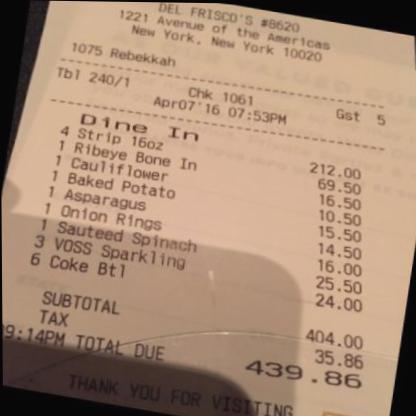 DEL FRISCO'S #8620
1221 Avenue of the Americas
New York, New York 10020
1075 Rebekkah
Tbl 240/1 Chk 1061 Gst 5
Apr07'16 07:53PM
Dine In
4 Strip 16oz 212.00
1 Ribeye Bone In 69.50
1 Cauliflower 16.50
1 Baked Potato 10.50
1 Asparagus 15.50
1 Onion Rings 14.50
1 Sauteed Spinach 16.00
3 VOSS Sparkling 25.50
6 Coke Btl 24.00
SUBTOTAL 404.00
TAX 35.86
09:14PM TOTAL DUE 439.86
THANK YOU FOR VISITING